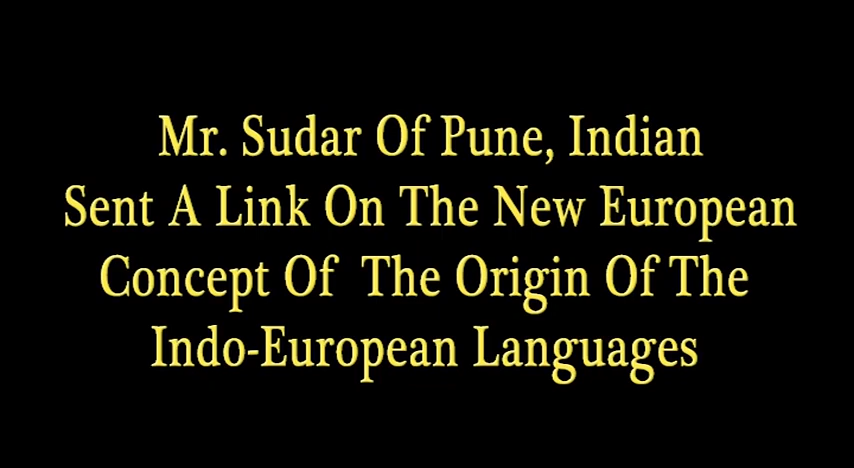 Mr. Sudar Of Pune, Indian
Sent A Link On The New European
Concept Of The Origin Of The
Indo-European Languages